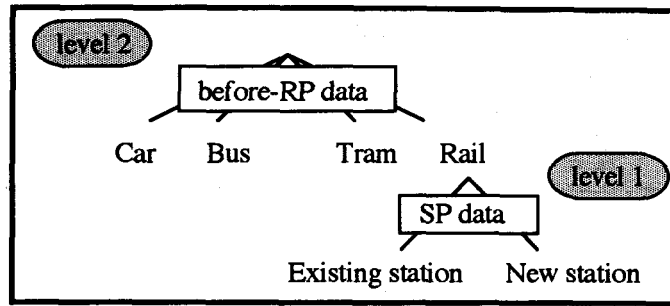 level 2
before-RP data
Car Bus Tram Rail
level 1
SP data
Existing station New station